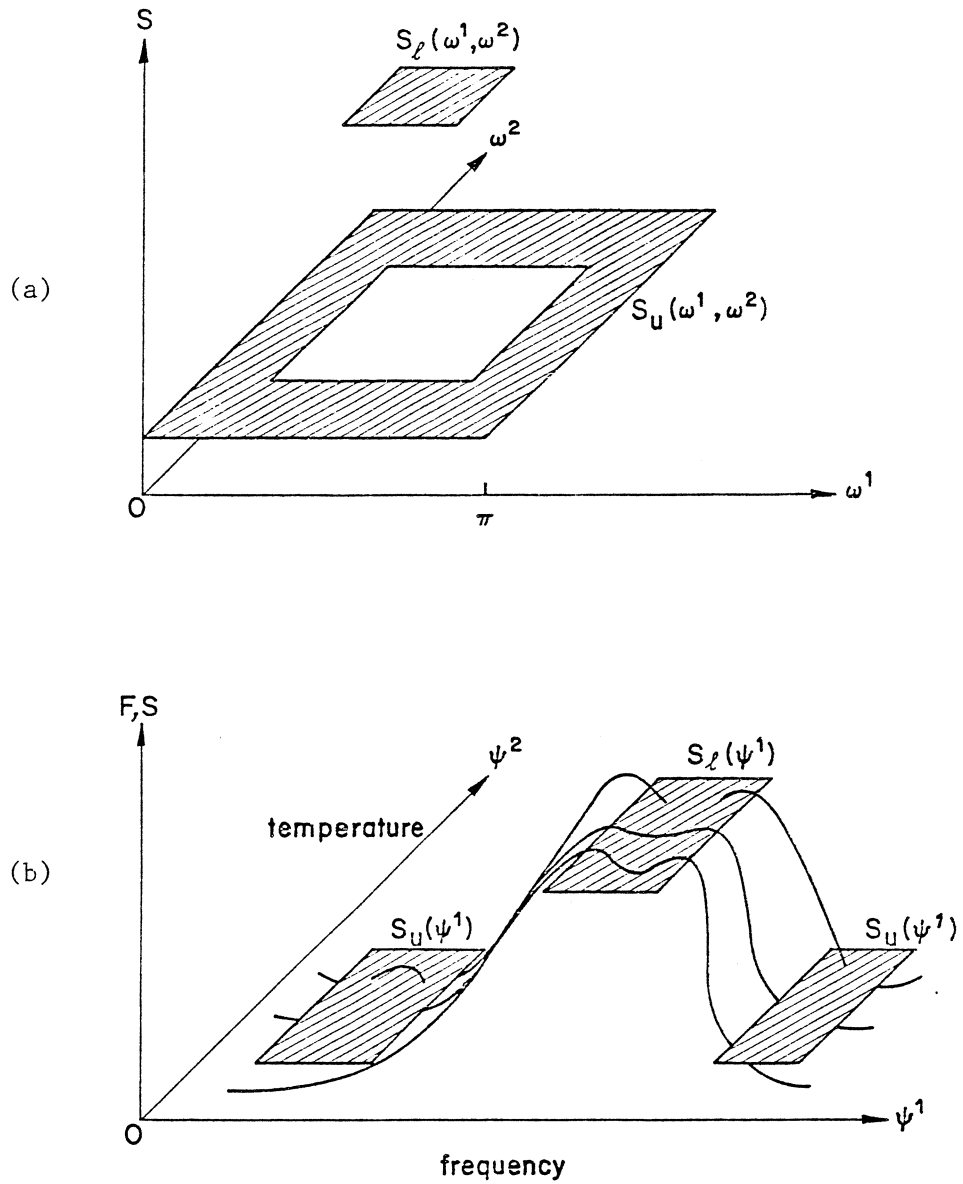 S
Sℓ(ω¹,ω²)
ω²
(a)
Sᵤ(ω¹,ω²)
O
π
ω¹
F,S
ψ²
Sℓ(ψ¹)
temperature
(b)
Sᵤ(ψ¹)
Sᵤ(ψ¹)
O
ψ¹
frequency